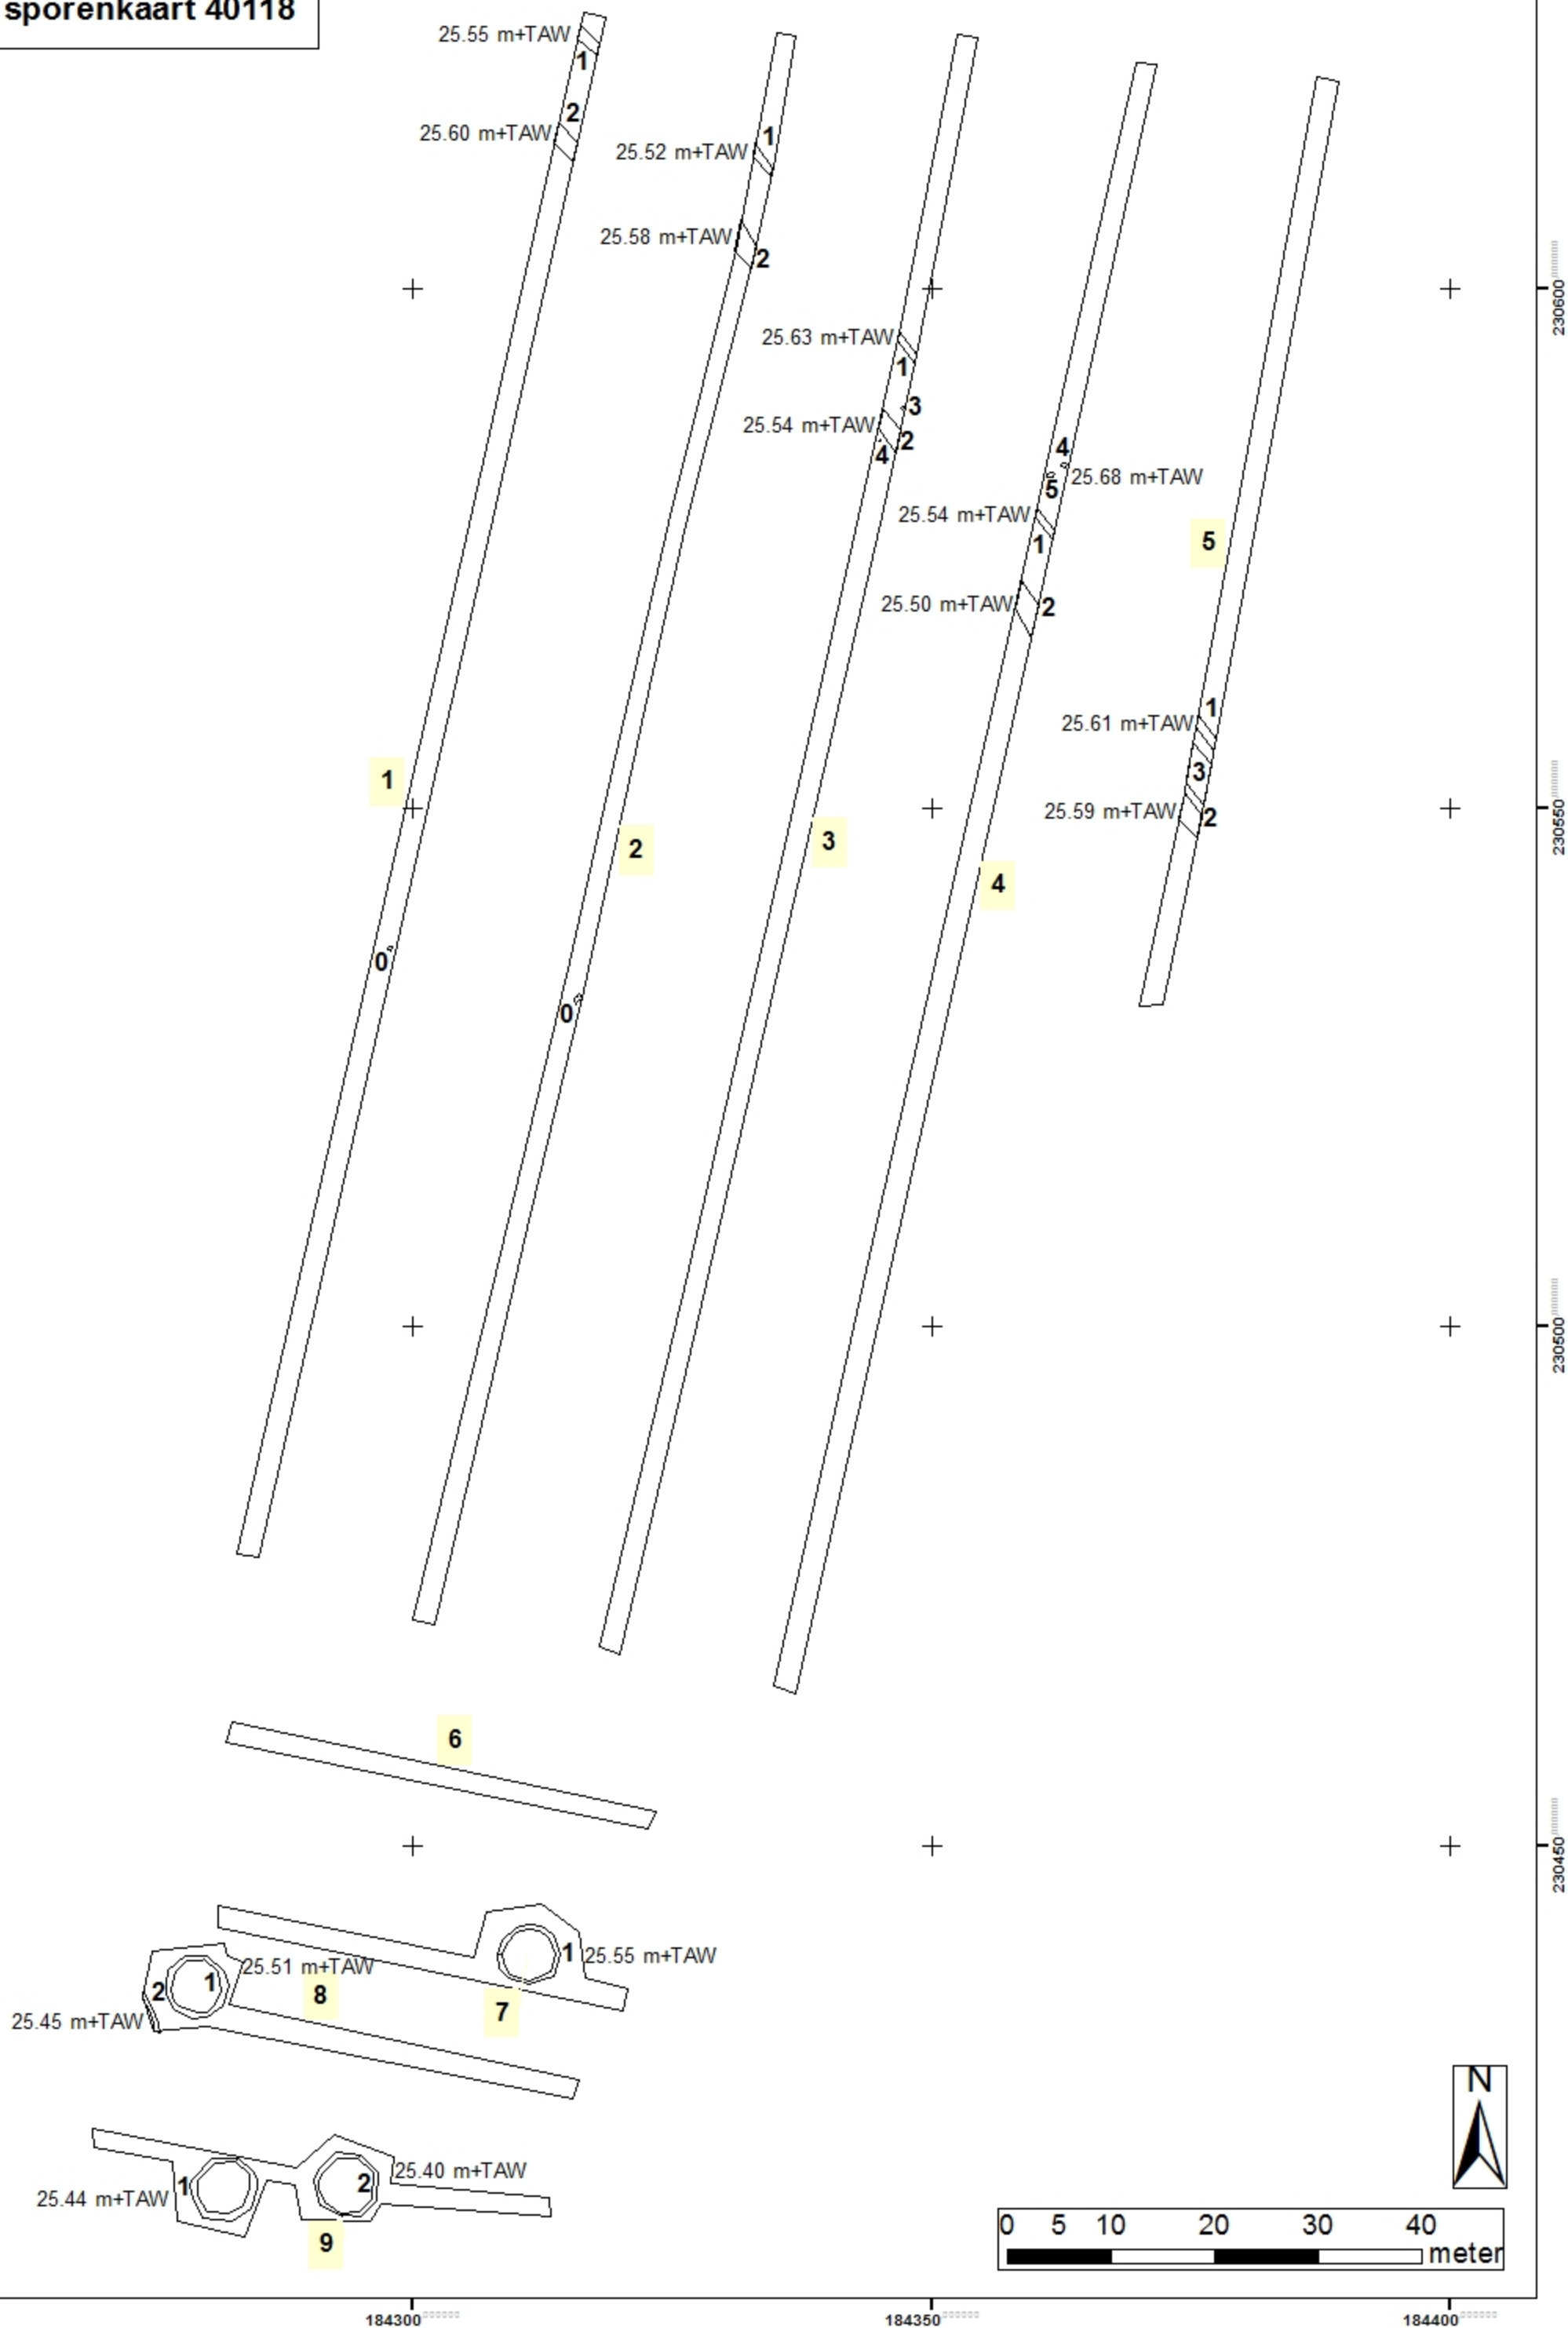 sporenkaart 40118
25.55 m+TAW
1
2
25.60 m+TAW
1
25.52 m+TAW
25.58 m+TAW
2
230600
25.63 m+TAW
1
3
25.54 m+TAW
2
4
4
25.68 m+TAW
5
25.54 m+TAW
1
5
25.50 m+TAW
2
1
25.61 m+TAW
3
1
25.59 m+TAW
2
230550
2
3
4
0
0
230500
6
230450
1
25.55 m+TAW
25.51 m+TAW
1
2
8
7
25.45 m+TAW
N
25.40 m+TAW
1
2
25.44 m+TAW
9
0 5 10 20 30 40
meter
184300
184350
184400